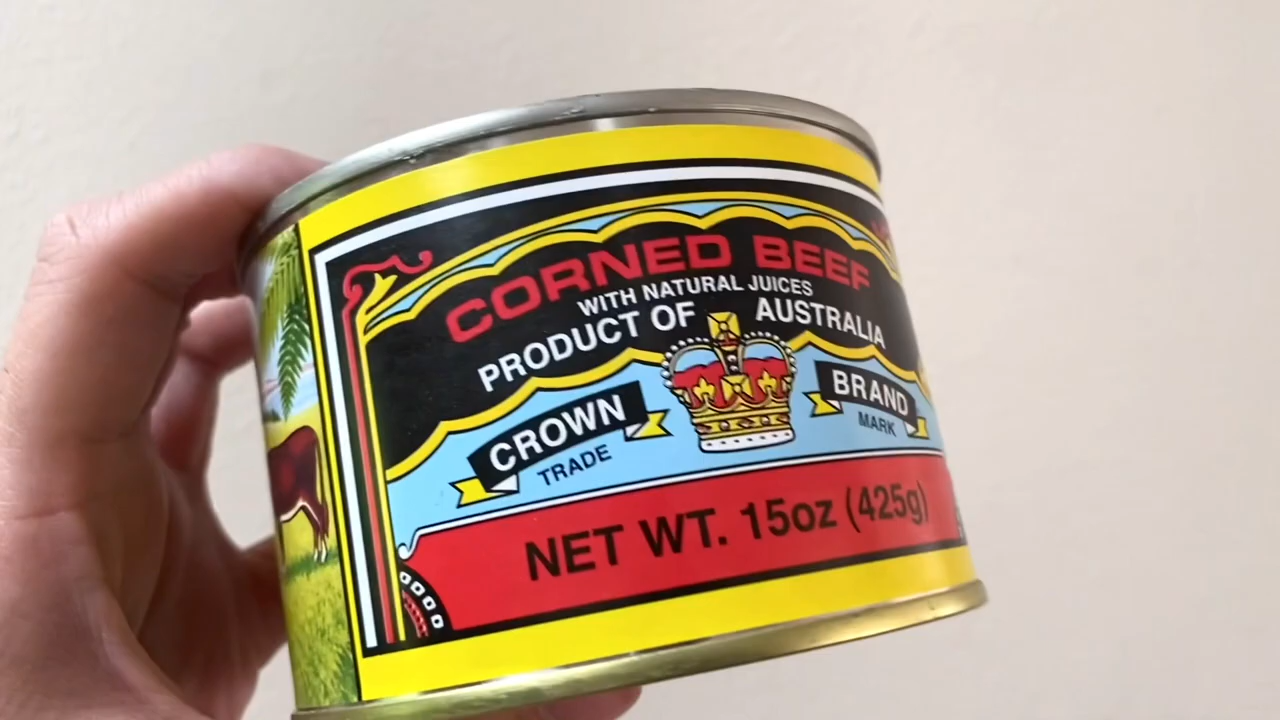 CORNED BEEF
WITH NATURAL JUICES
PRODUCT OF AUSTRALIA
CROWN BRAND
TRADE MARK
NET WT. 15oz (425g)